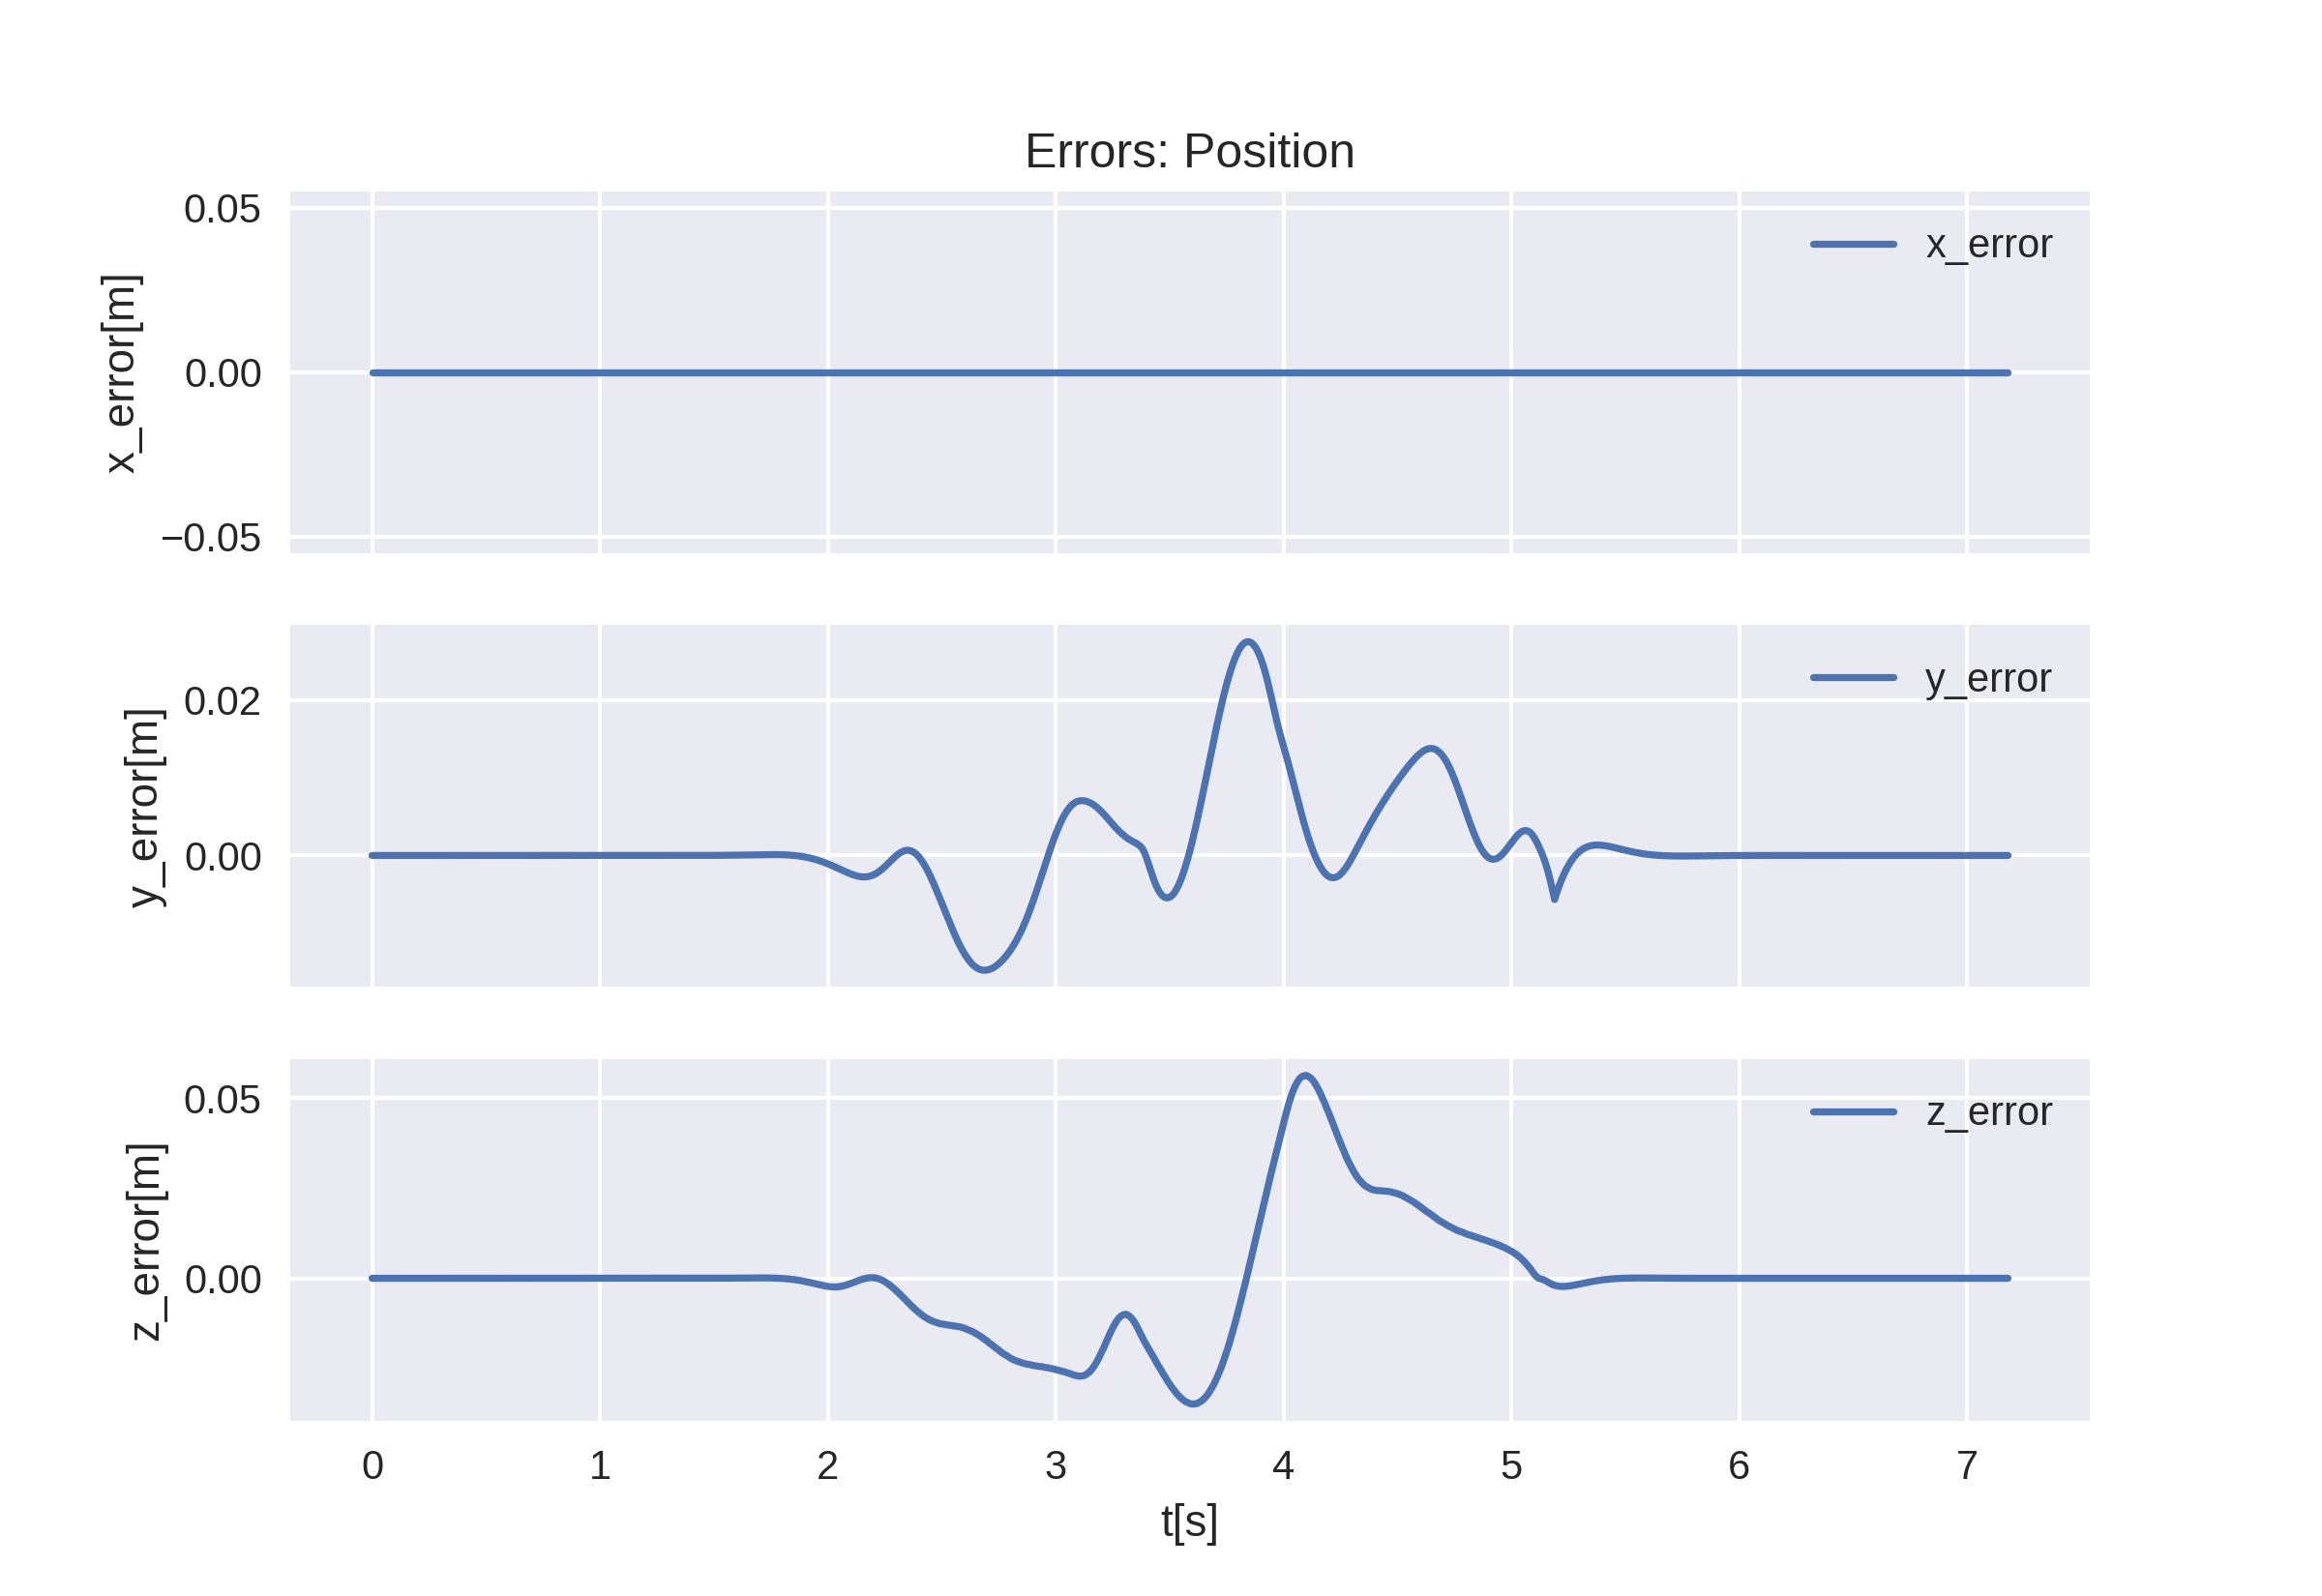 Errors: Position
0.05
0.00
−0.05
x_error[m]
x_error
0.02
0.00
y_error[m]
y_error
0.05
0.00
z_error[m]
z_error
0 1 2 3 4 5 6 7
t[s]